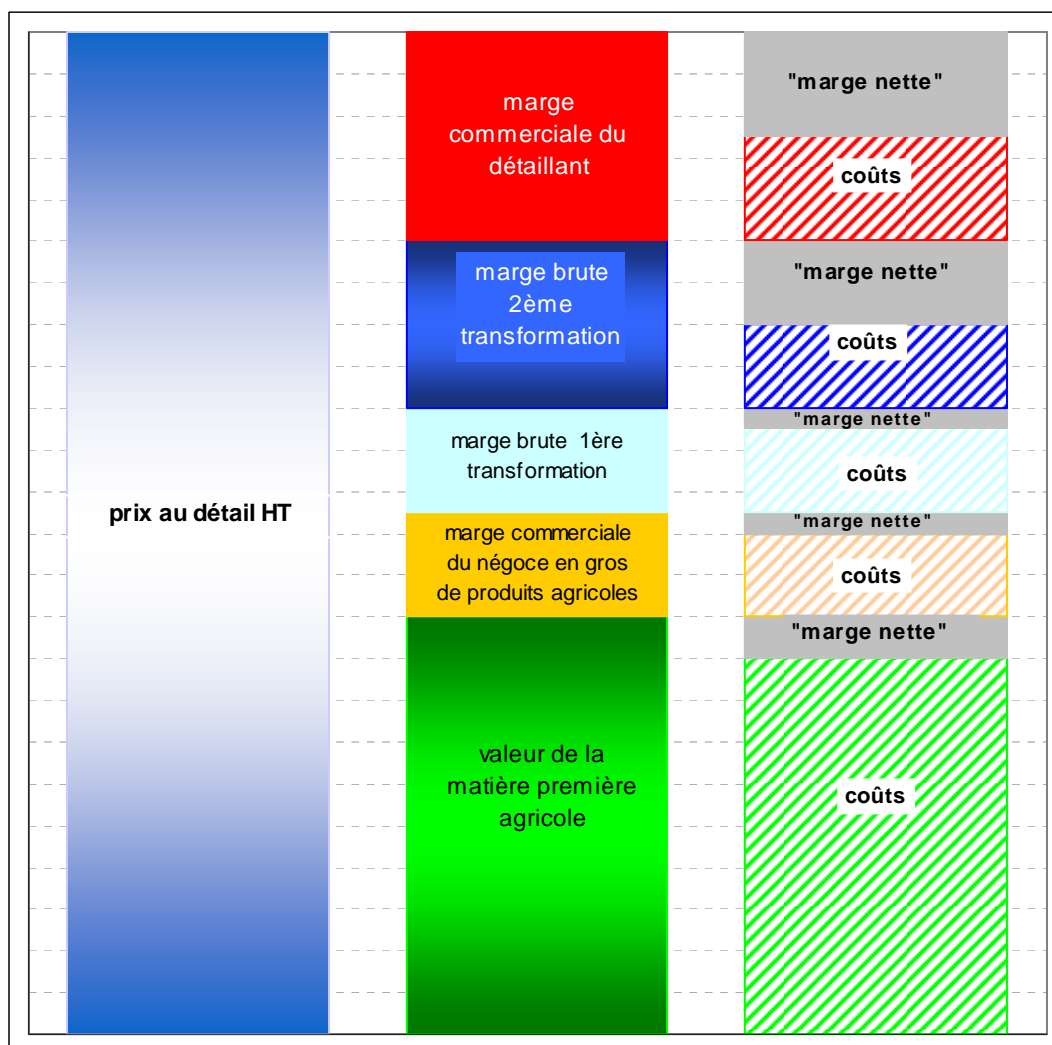 prix au détail HT
marge
commerciale du
détaillant
marge brute
2ème
transformation
marge brute 1ère
transformation
marge commerciale
du négoce en gros
de produits agricoles
valeur de la
matière première
agricole
"marge nette"
coûts
"marge nette"
coûts
"marge nette"
coûts
"marge nette"
coûts
"marge nette"
coûts